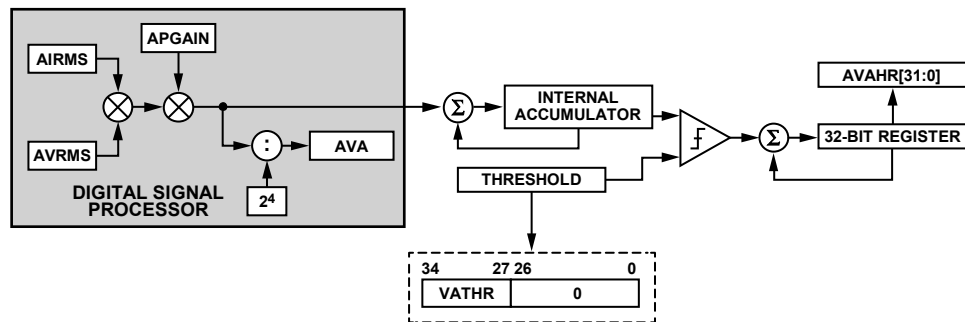 APGAIN
AIRMS
AVRMS
:
AVA
2⁴
DIGITAL SIGNAL
PROCESSOR
Σ
INTERNAL
ACCUMULATOR
THRESHOLD
Σ
AVAHR[31:0]
32-BIT REGISTER
34 27 26 0
VATHR 0